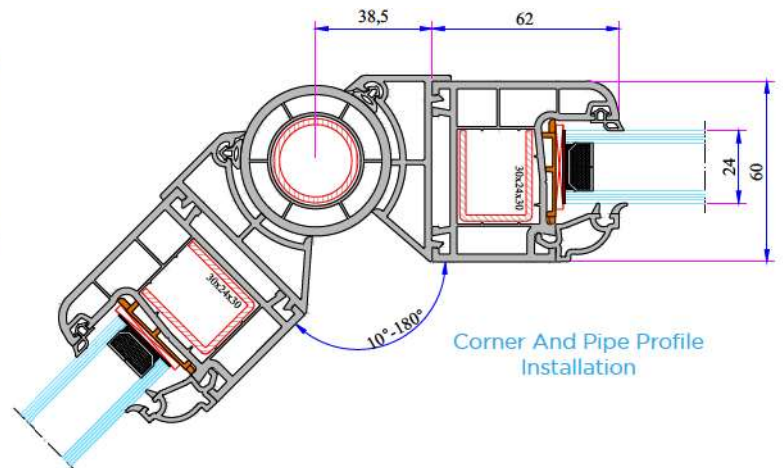 38,5
62
24
60
30x24x30
30x24x30
10°-180°
Corner And Pipe Profile
Installation